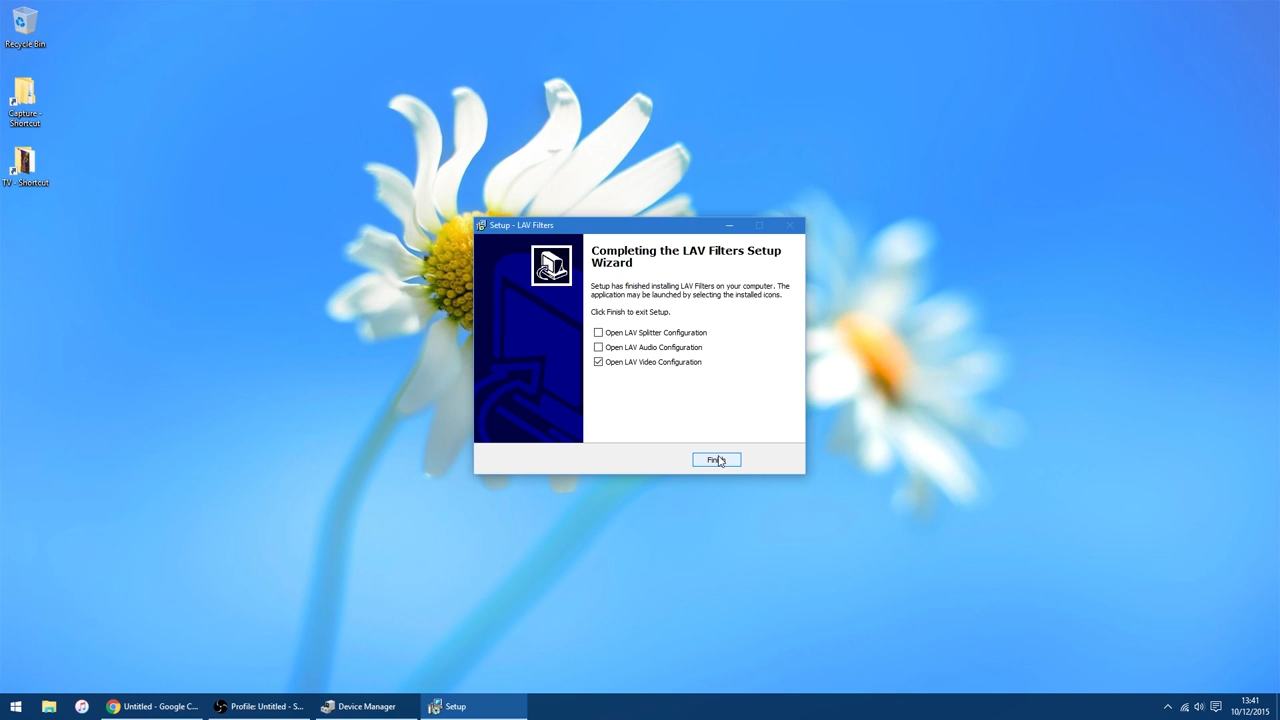 Recycle Bin
Capture -
Shortcut
TV - Shortcut
Setup - LAV Filters
Completing the LAV Filters Setup
Wizard
Setup has finished installing LAV Filters on your computer. The
application may be launched by selecting the installed icons.
Click Finish to exit Setup.
Open LAV Splitter Configuration
Open LAV Audio Configuration
Open LAV Video Configuration
Untitled - Google C...
Profile: Untitled - S...
Device Manager
Setup
13:41
10/12/2015